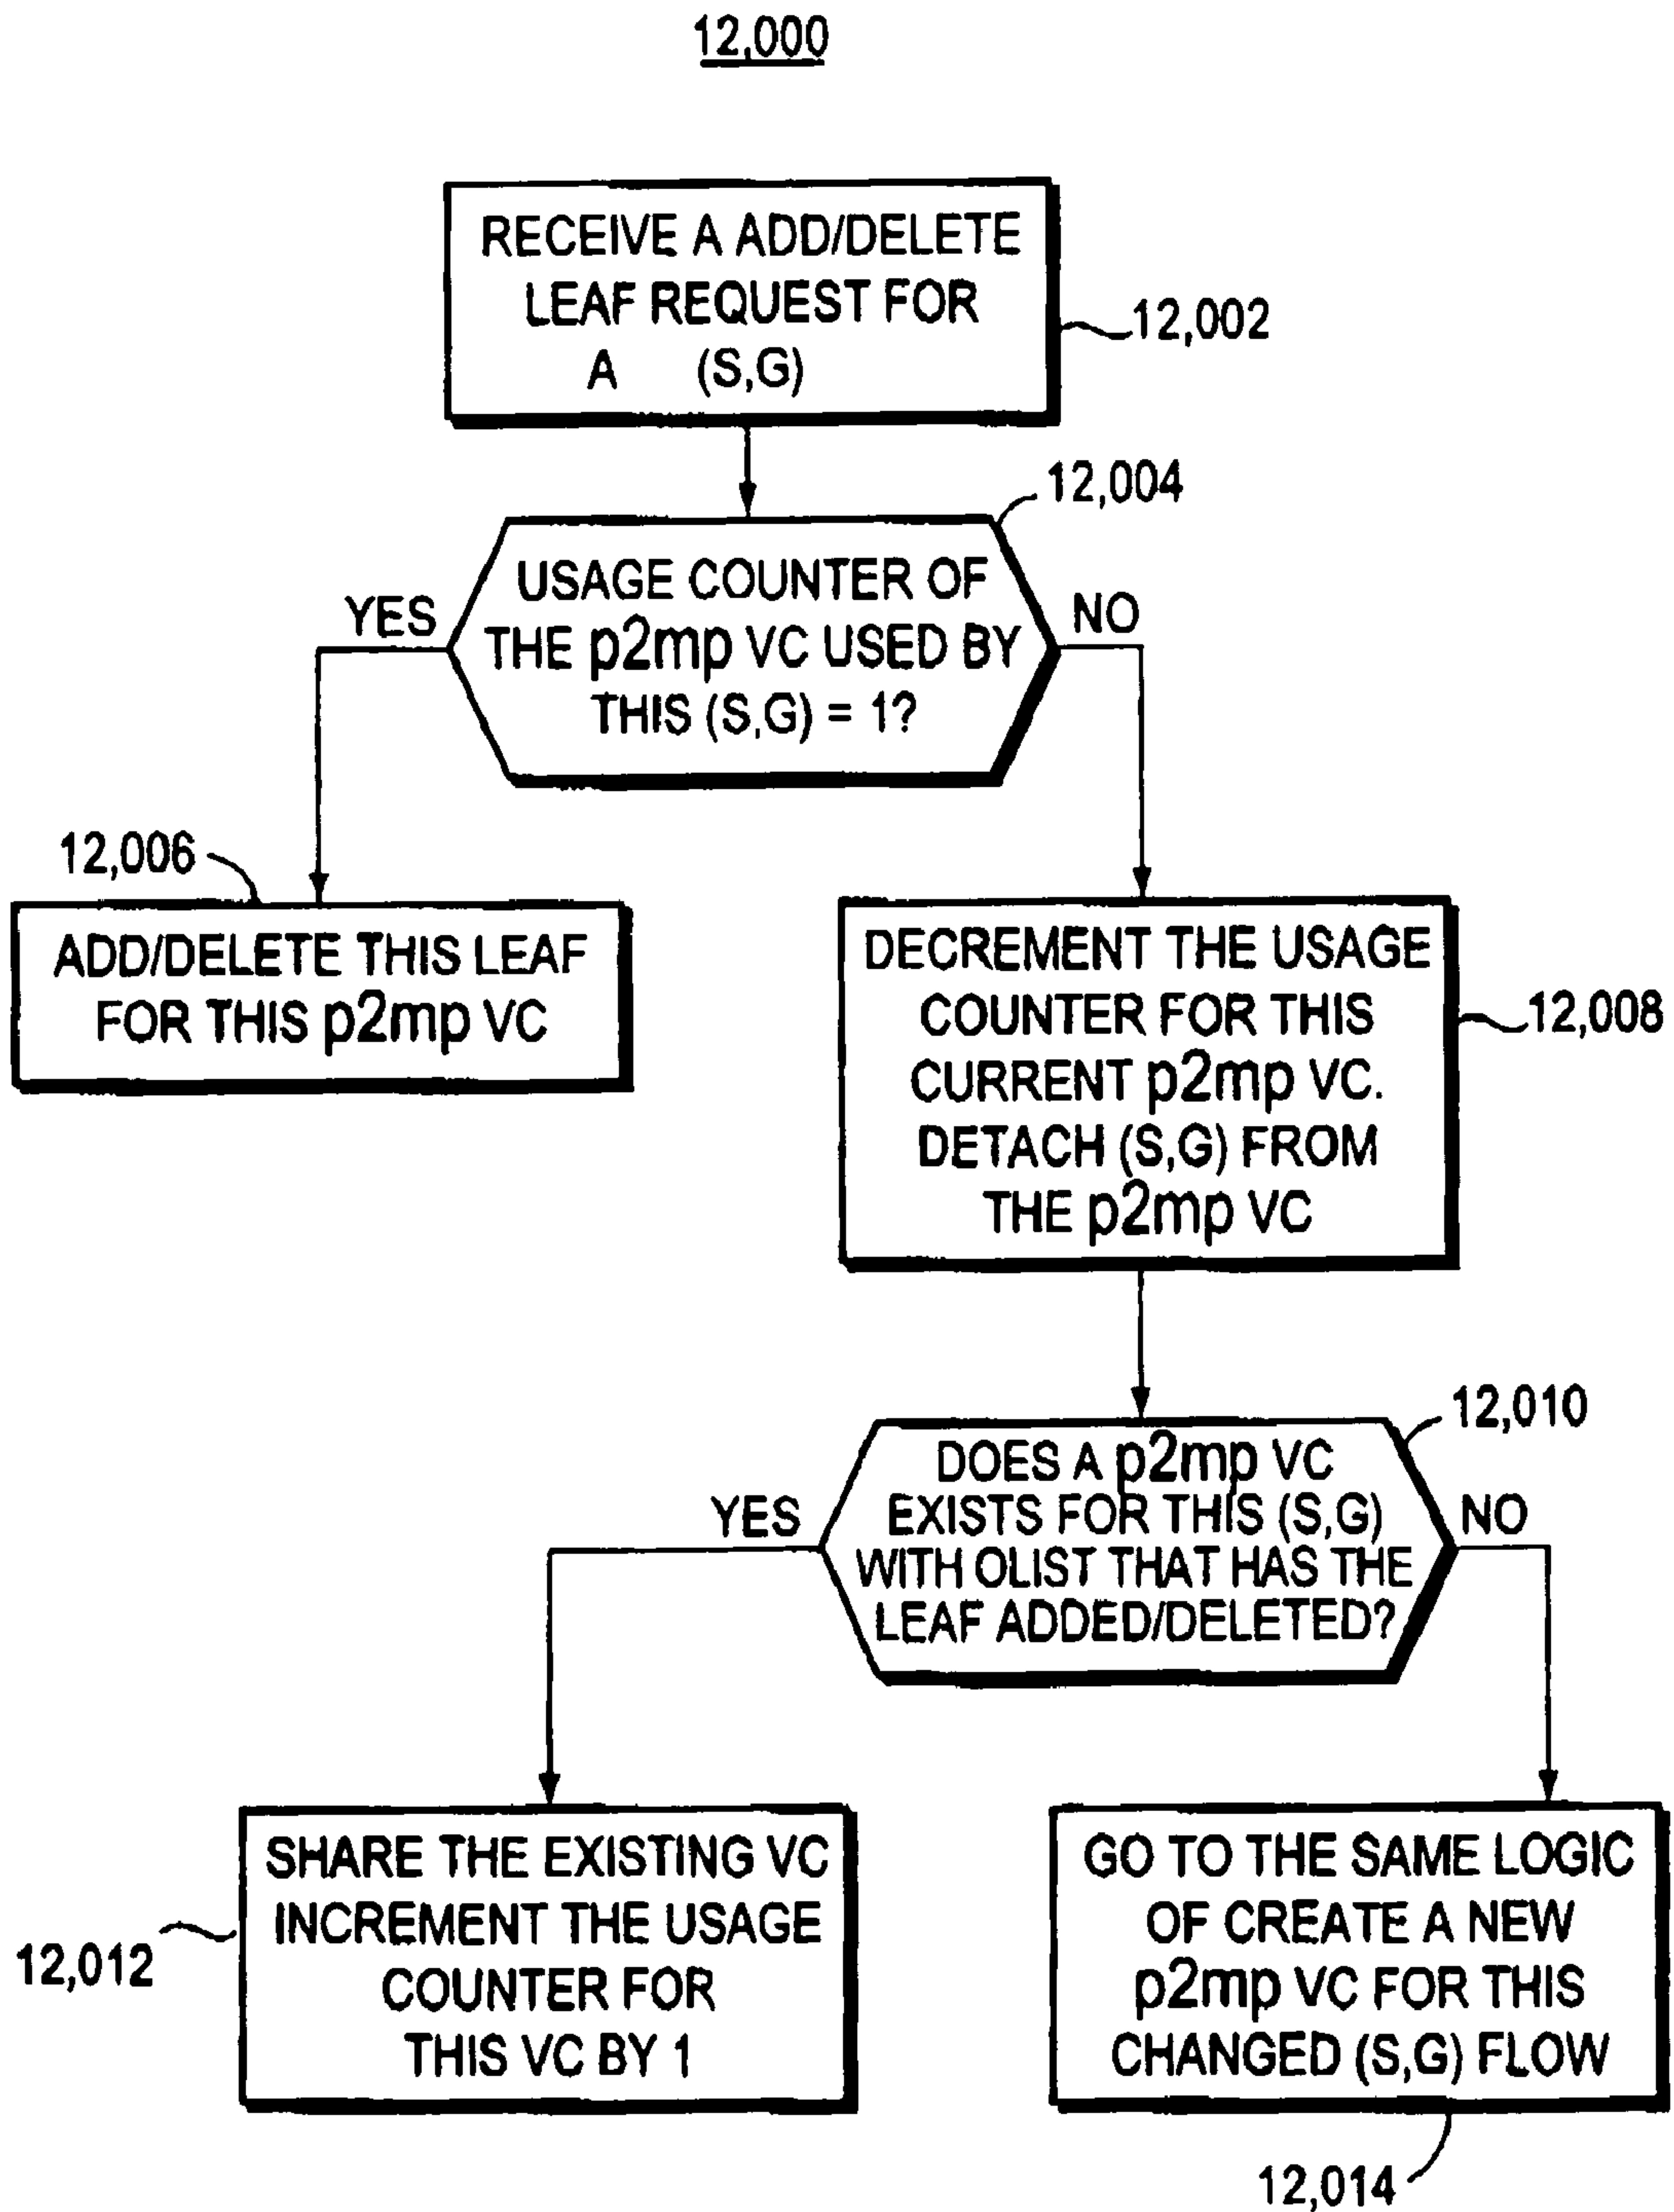 12,000
RECEIVE A ADD/DELETE
LEAF REQUEST FOR
A (S,G)
12,002
12,004
USAGE COUNTER OF
THE p2mp VC USED BY
THIS (S,G) = 1?
YES
NO
12,006
ADD/DELETE THIS LEAF
FOR THIS p2mp VC
DECREMENT THE USAGE
COUNTER FOR THIS
CURRENT p2mp VC.
DETACH (S,G) FROM
THE p2mp VC
12,008
12,010
DOES A p2mp VC
EXISTS FOR THIS (S,G)
WITH OLIST THAT HAS THE
LEAF ADDED/DELETED?
YES
NO
SHARE THE EXISTING VC
INCREMENT THE USAGE
COUNTER FOR
THIS VC BY 1
12,012
GO TO THE SAME LOGIC
OF CREATE A NEW
p2mp VC FOR THIS
CHANGED (S,G) FLOW
12,014